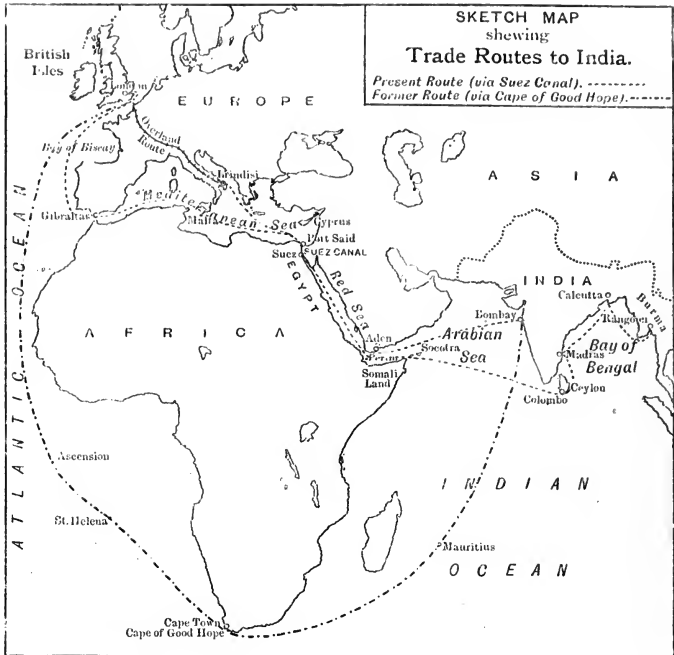 SKETCH MAP
shewing
Trade Routes to India.
Present Route (via Suez Canal).
Former Route (via Cape of Good Hope).
British
Isles
London
EUROPE
Bay of Biscay
Overland
Route
Brindisi
ASIA
Gibraltar
Mediterranean Sea
Malta
Cyprus
Port Said
Suez
SUEZ CANAL
EGYPT
Red Sea
INDIA
Calcutta
Burma
Rangoon
Bombay
AFRICA
Arabian
Sea
Aden
Perim
Socotra
Somali
Land
Madras
Bay of
Bengal
Ceylon
Colombo
ATLANTIC OCEAN
Ascension
St. Helena
INDIAN
OCEAN
Mauritius
Cape Town
Cape of Good Hope